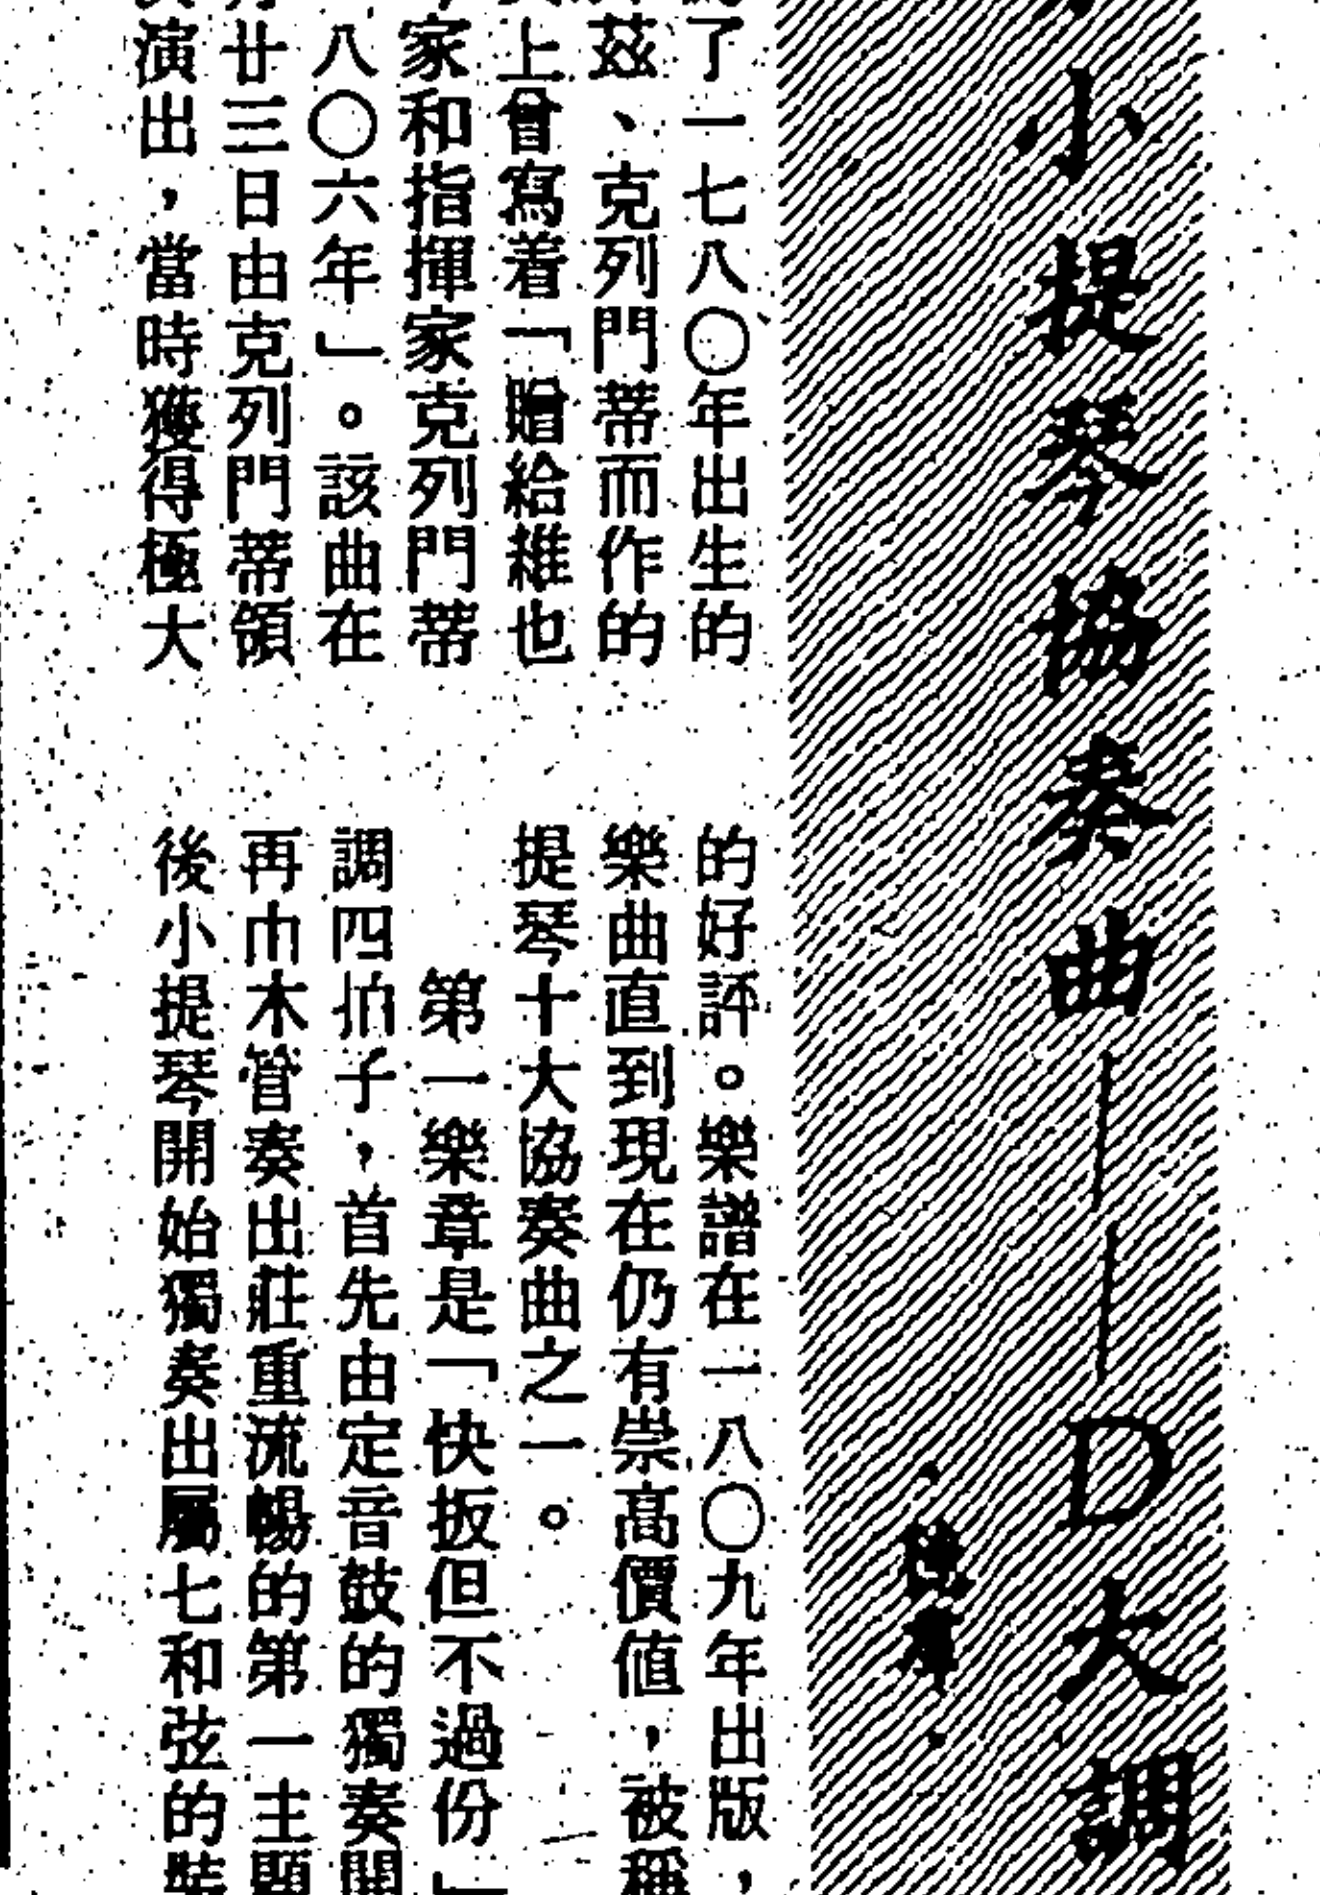 小提琴協奏曲——D大調
了一七八〇年出生的
茲、克列門蒂而作的
上曾寫着「贈給維也
家和指揮家克列門蒂
八〇六年」。該曲在
廿三日由克列門蒂領
演出，當時獲得極大
的好評。樂譜在一八〇九年出版，
樂曲直到現在仍有崇高價值，被稱
提琴十大協奏曲之一。
第一樂章是「快扳但不過份」
調四拍子，首先由定音鼓的獨奏開
再由木管奏出莊重流暢的第一主題
後小提琴開始獨奏出屬七和弦的裝